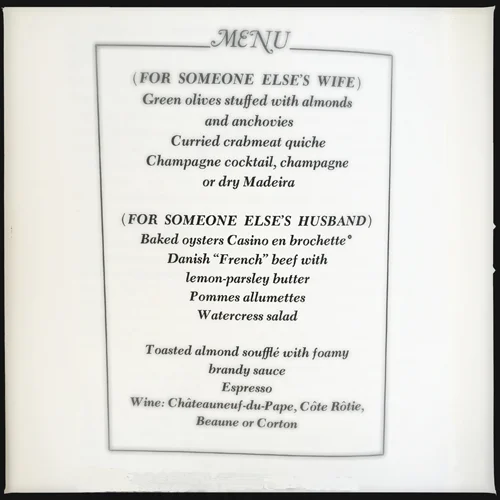 MENU
(FOR SOMEONE ELSE'S WIFE)
Green olives stuffed with almonds
and anchovies
Curried crabmeat quiche
Champagne cocktail, champagne
or dry Madeira
(FOR SOMEONE ELSE'S HUSBAND)
Baked oysters Casino en brochette*
Danish "French" beef with
lemon-parsley butter
Pommes allumettes
Watercress salad
Toasted almond soufflé with foamy
brandy sauce
Espresso
Wine: Châteauneuf-du-Pape, Côte Rôtie,
Beaune or Corton